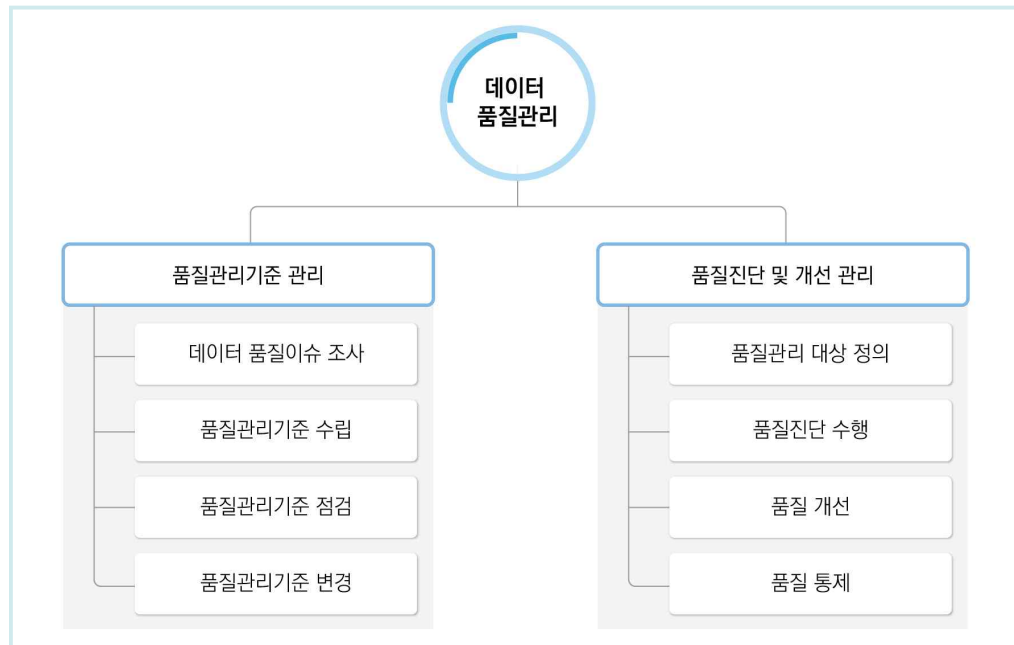 데이터
품질관리
품질관리기준 관리
데이터 품질이슈 조사
품질관리기준 수립
품질관리기준 점검
품질관리기준 변경
품질진단 및 개선 관리
품질관리 대상 정의
품질진단 수행
품질 개선
품질 통제